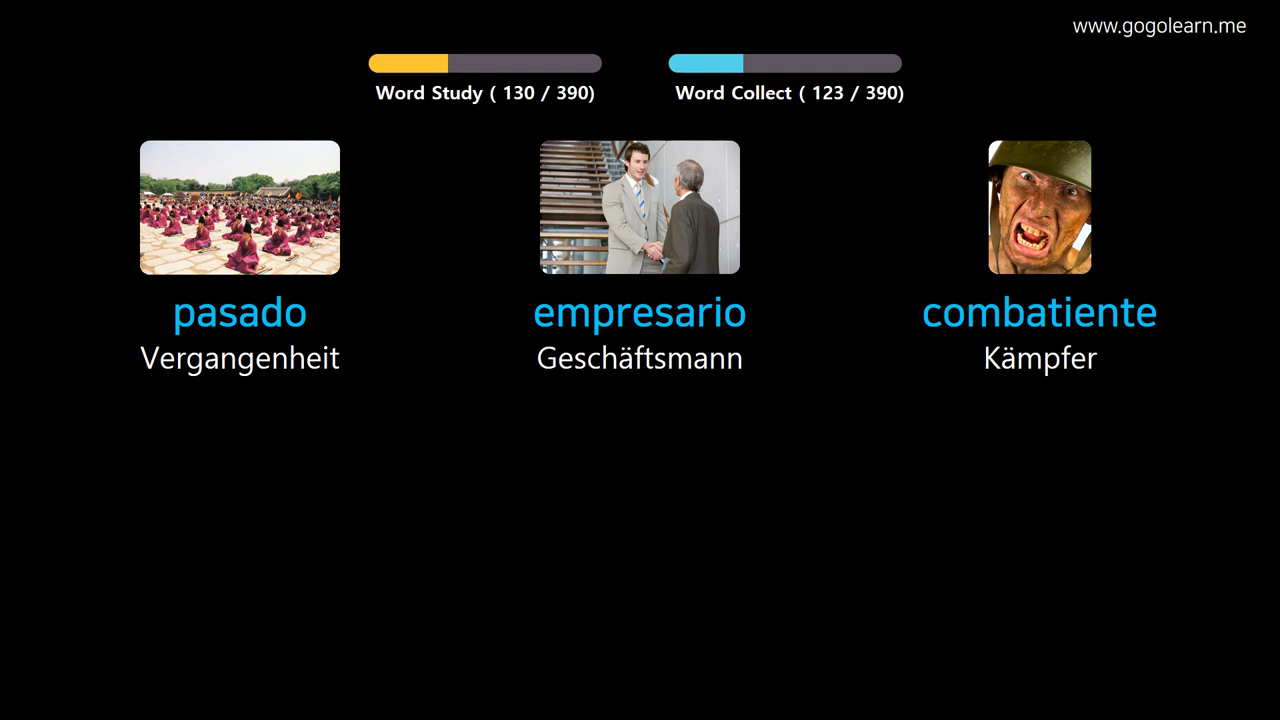 www.gogolearn.me
Word Study ( 130 / 390)
Word Collect ( 123 / 390)
pasado
Vergangenheit
empresario
Geschäftsmann
combatiente
Kämpfer